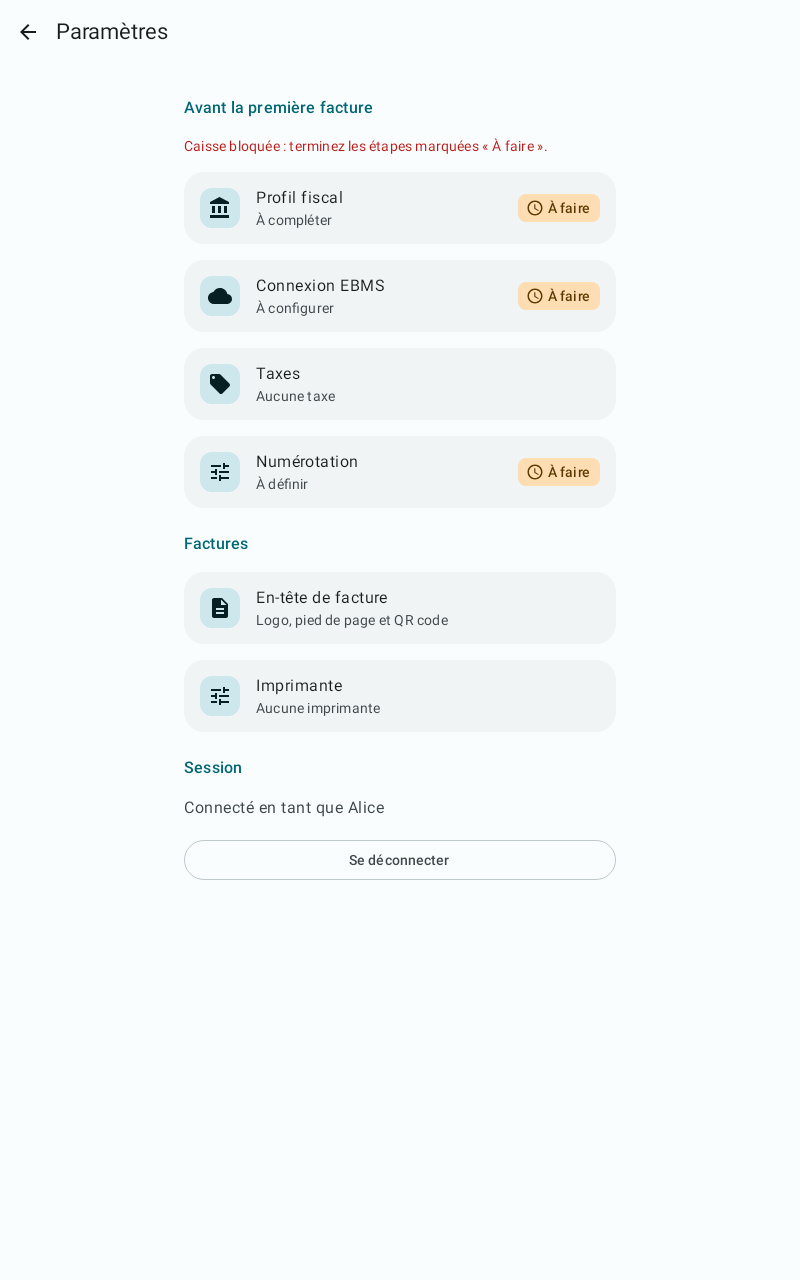 Paramètres
Avant la première facture
Caisse bloquée : terminez les étapes marquées « À faire ».
Profil fiscal
À compléter
À faire
Connexion EBMS
À configurer
À faire
Taxes
Aucune taxe
Numérotation
À définir
À faire
Factures
En-tête de facture
Logo, pied de page et QR code
Imprimante
Aucune imprimante
Session
Connecté en tant que Alice
Se déconnecter